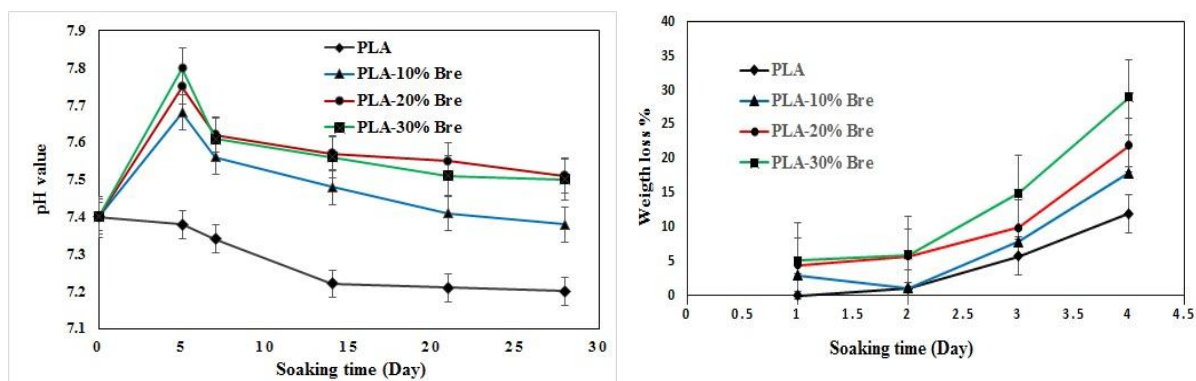 7.9
7.8
7.7
7.6
7.5
7.4
7.3
7.2
7.1
pH value
PLA
PLA-10% Bre
PLA-20% Bre
PLA-30% Bre
0
5
10
15
20
25
30
Soaking time (Day)
40
35
30
25
20
15
10
5
0
Weigth loss %
PLA
PLA-10% Bre
PLA-20% Bre
PLA-30% Bre
0
0.5
1
1.5
2
2.5
3
3.5
4
4.5
Soaking time (Day)